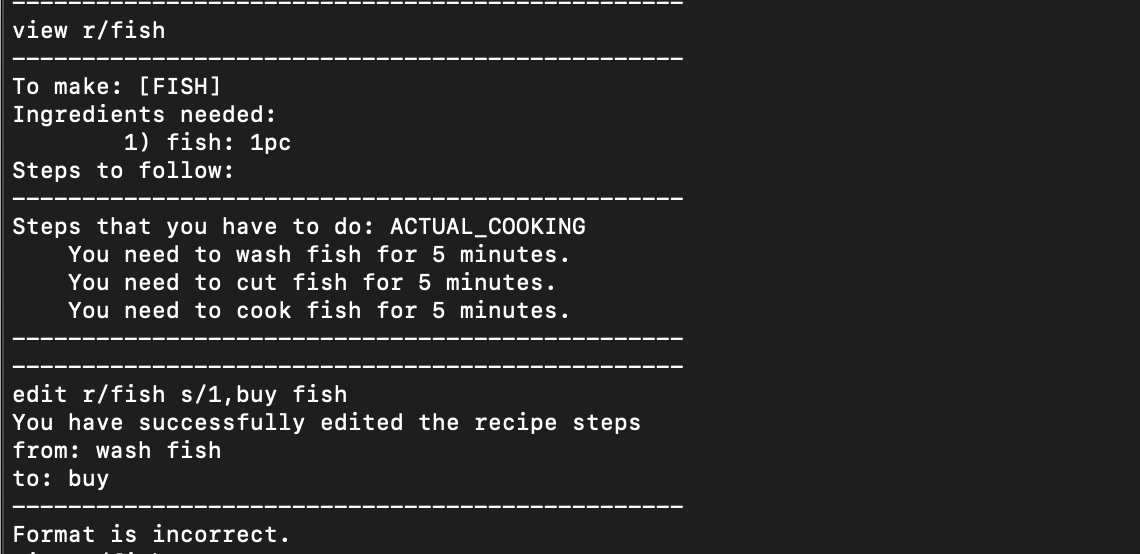 --------------------------------------------------
view r/fish
--------------------------------------------------
To make: [FISH]
Ingredients needed:
        1) fish: 1pc
Steps to follow:
--------------------------------------------------
Steps that you have to do: ACTUAL_COOKING
    You need to wash fish for 5 minutes.
    You need to cut fish for 5 minutes.
    You need to cook fish for 5 minutes.
--------------------------------------------------
--------------------------------------------------
edit r/fish s/1,buy fish
You have successfully edited the recipe steps
from: wash fish
to: buy
--------------------------------------------------
Format is incorrect.